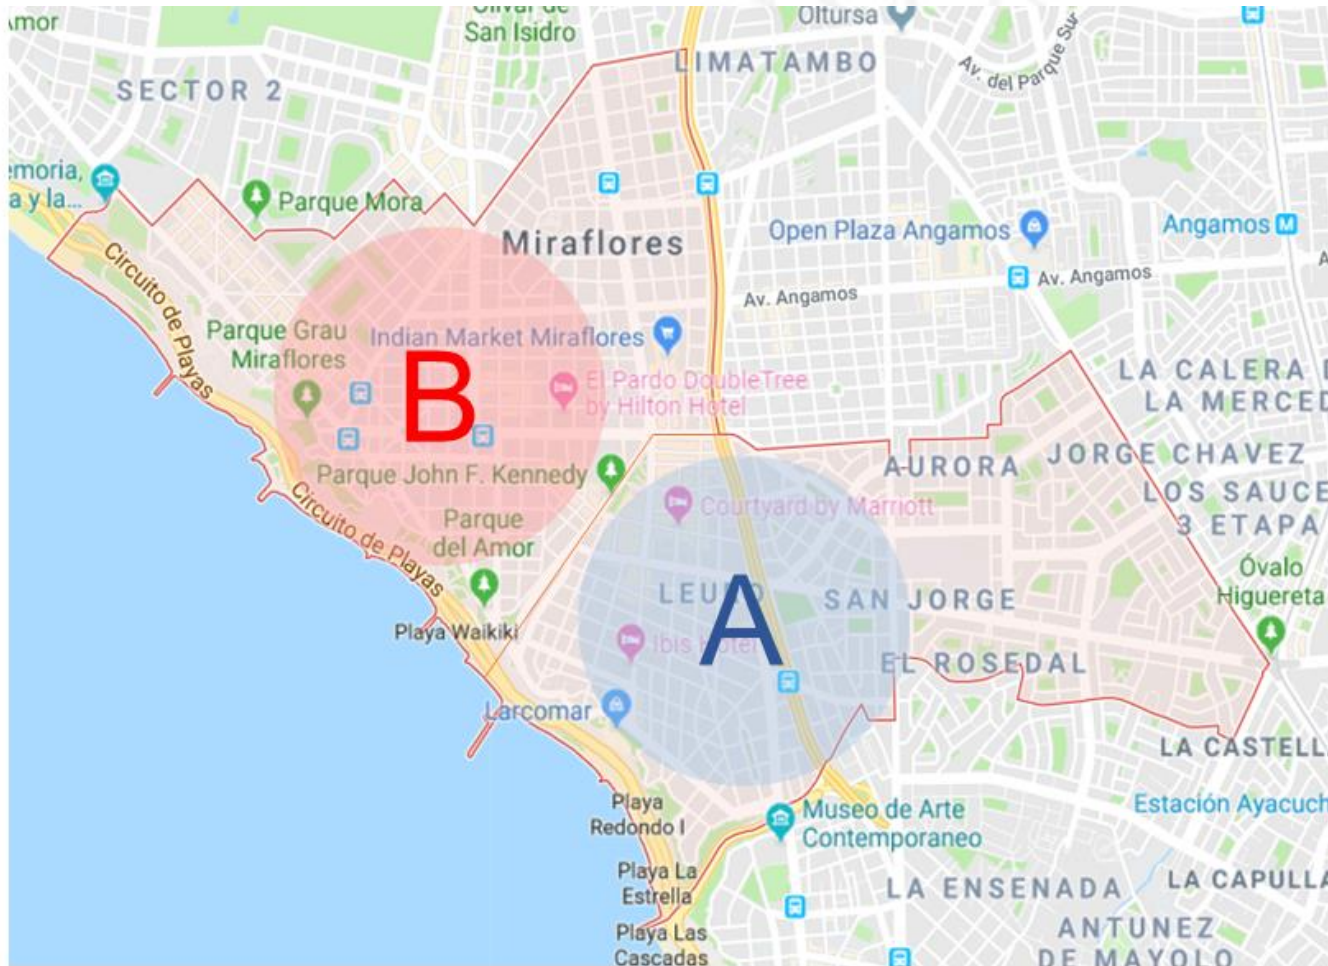 Amor
Olivar de
San Isidro
Oltursa
LIMATAMBO
Av. del Parque Sur
SECTOR 2
emoria,
a y la...
Parque Mora
Miraflores
Open Plaza Angamos
Angamos M
Av. Angamos
Av. Angamos
Circuito de Playas
Parque Grau
Miraflores
Indian Market Miraflores
B
El Pardo DoubleTree
by Hilton Hotel
LA CALERA D
LA MERCED
Parque John F. Kennedy
AURORA
JORGE CHAVEZ
LOS SAUCE
3 ETAPA
Circuito de Playas
Parque
del Amor
Courtyard by Marriott
Óvalo
Higuereta
LEURO
A
SAN JORGE
Playa Waikiki
Ibis Hotel
EL ROSEDAL
Larcomar
LA CASTELL
Playa
Redondo I
Museo de Arte
Contemporaneo
Estación Ayacuch
Playa La
Estrella
LA ENSENADA
LA CAPULLA
Playa Las
Cascadas
ANTUNEZ
DE MAYOLO